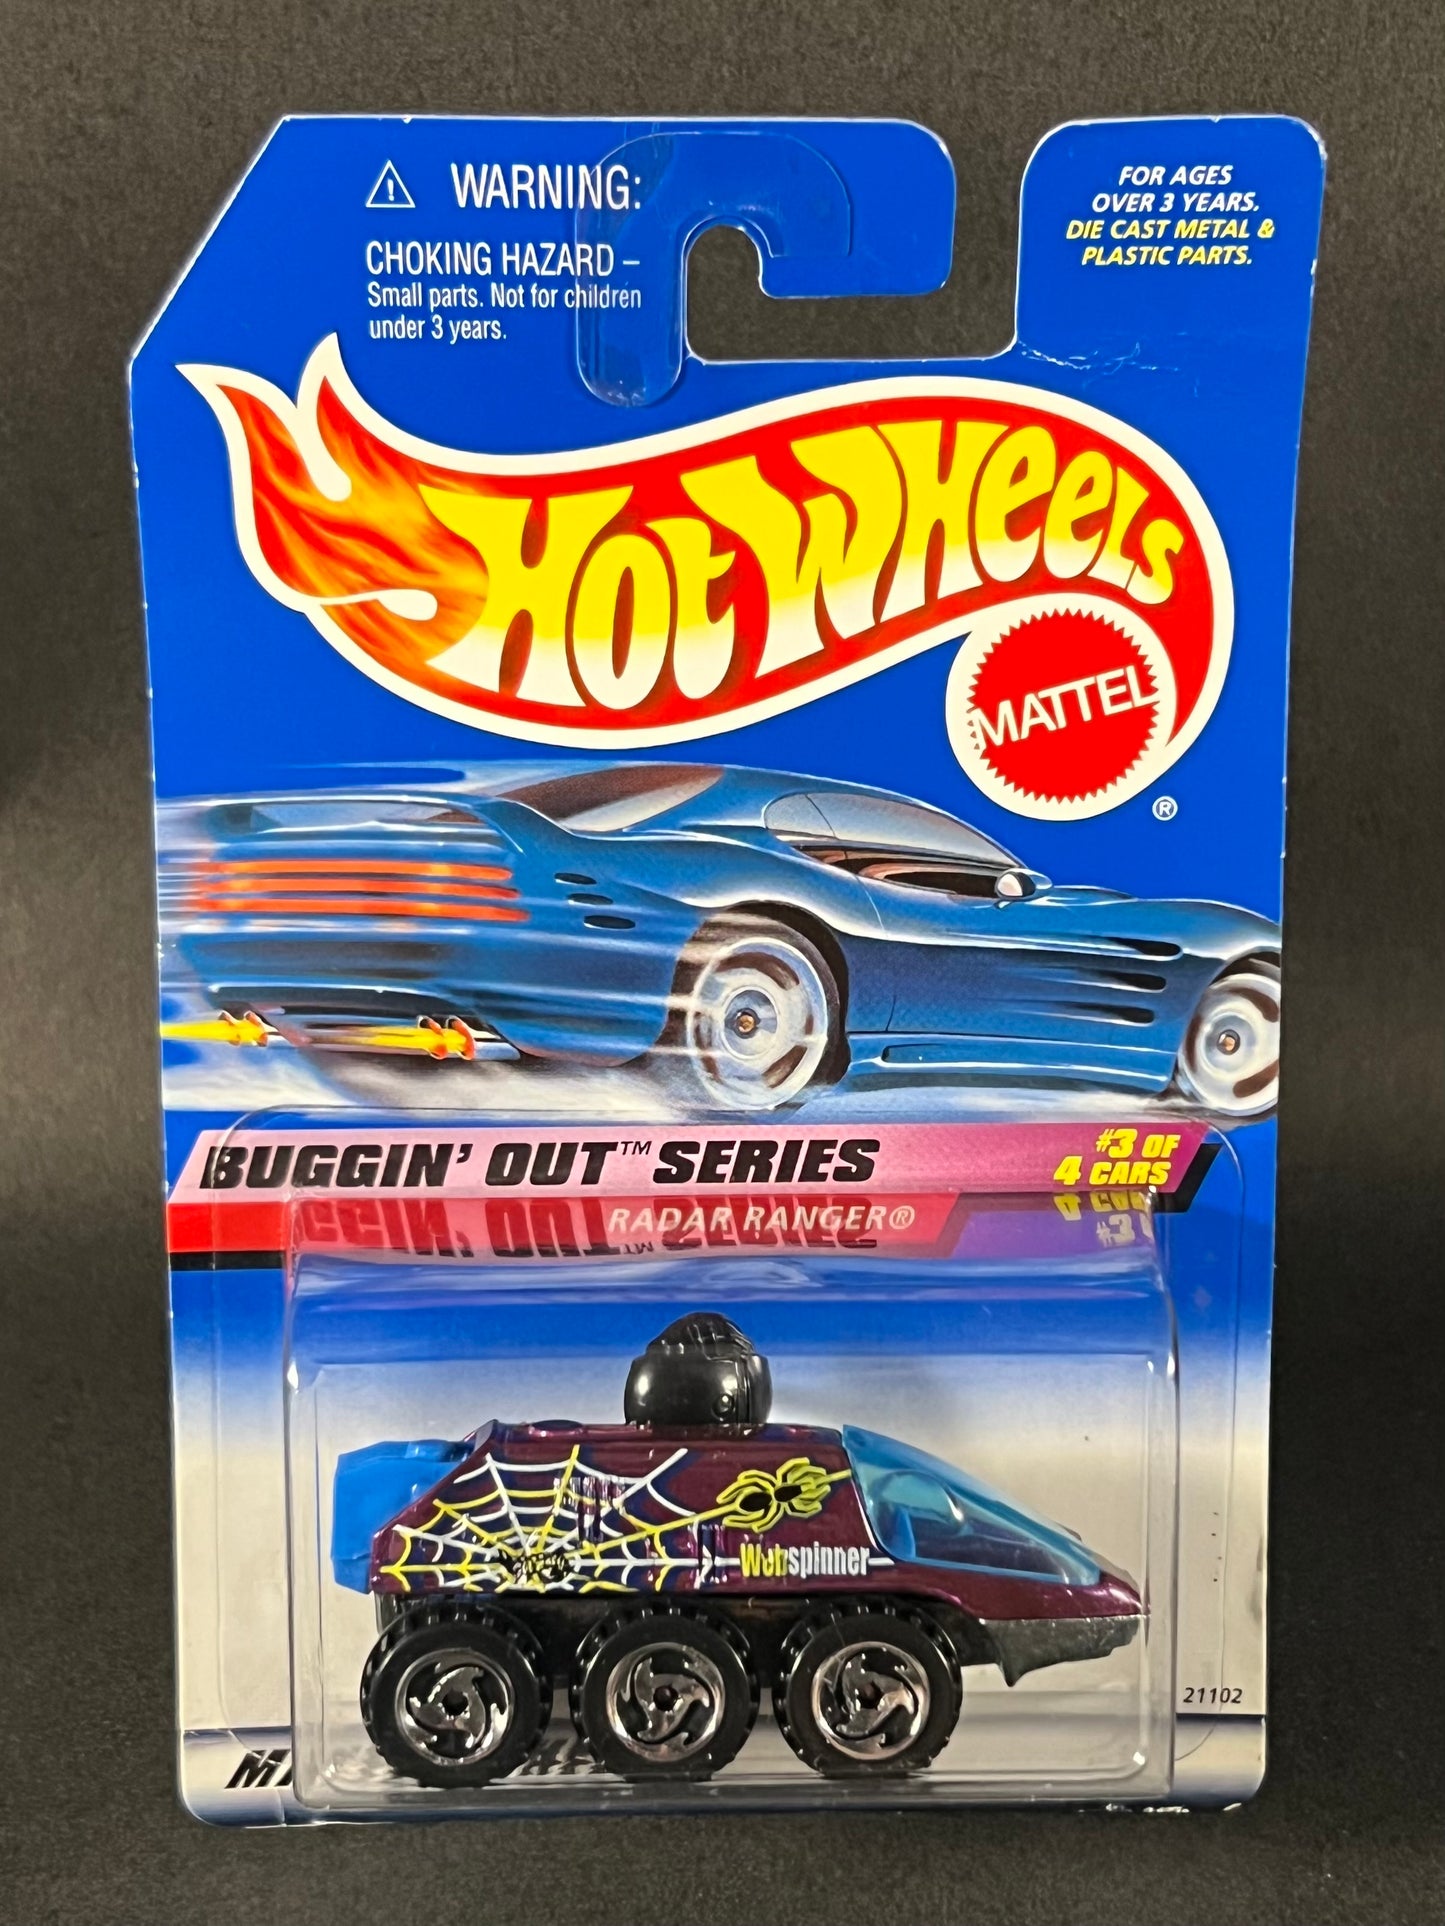 WARNING:
CHOKING HAZARD –
Small parts. Not for children
under 3 years.
FOR AGES
OVER 3 YEARS.
DIE CAST METAL &
PLASTIC PARTS.
HOT WHEELS
MATTEL
®
BUGGIN' OUT™ SERIES
#3 OF
4 CARS
RADAR RANGER®
Webspinner
21102